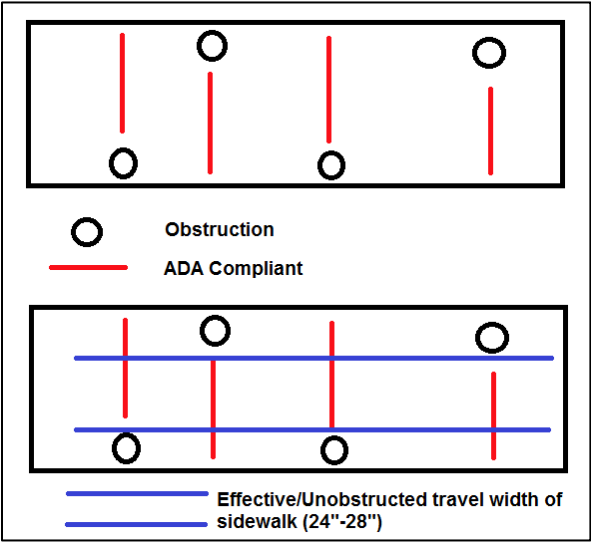 Obstruction
ADA Compliant
Effective/Unobstructed travel width of
sidewalk (24"-28")